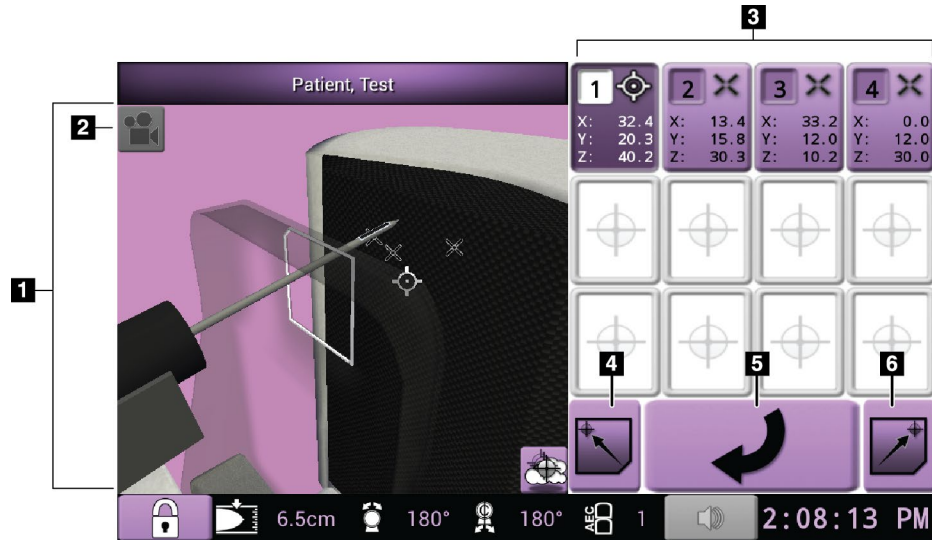 3
Patient, Test
1 2 3 4
X: 32.4 X: 13.4 X: 33.2 X: 0.0
Y: 20.3 Y: 15.8 Y: 12.0 Y: 12.0
Z: 40.2 Z: 30.3 Z: 10.2 Z: 30.0
2
1
4 5 6
6.5cm 180° C 180° AEC 1 2:08:13 PM